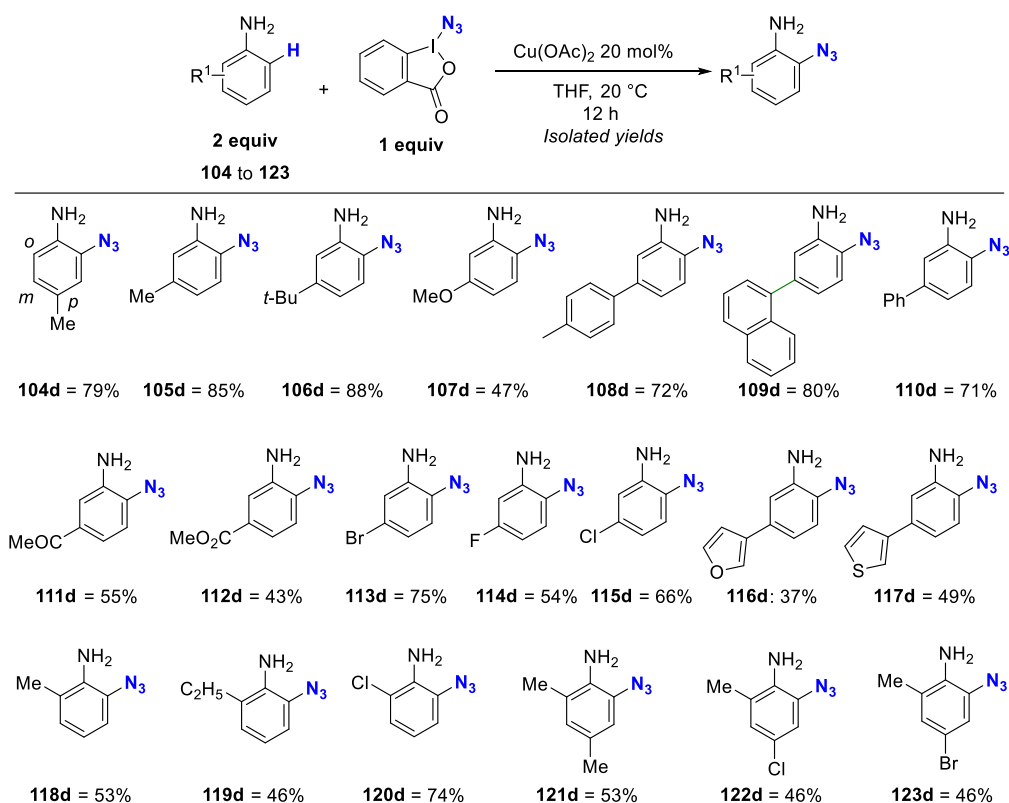 NH2
H
R1
+
N3
I
O
O
Cu(OAc)2 20 mol%
THF, 20 °C
12 h
Isolated yields
NH2
N3
R1
2 equiv
1 equiv
104 to 123
NH2 N3 o m p Me
NH2 N3 Me
NH2 N3 t-Bu
NH2 N3 MeO
NH2 N3
NH2 N3
NH2 N3 Ph
104d = 79% 105d = 85% 106d = 88% 107d = 47% 108d = 72% 109d = 80% 110d = 71%
NH2 N3 MeOC
NH2 N3 MeO2C
NH2 N3 Br
NH2 N3 F
NH2 N3 Cl
NH2 N3 O
NH2 N3 S
111d = 55% 112d = 43% 113d = 75% 114d = 54% 115d = 66% 116d: 37% 117d = 49%
Me NH2 N3
C2H5 NH2 N3
Cl NH2 N3
Me NH2 N3 Me
Me NH2 N3 Cl
Me NH2 N3 Br
118d = 53% 119d = 46% 120d = 74% 121d = 53% 122d = 46% 123d = 46%